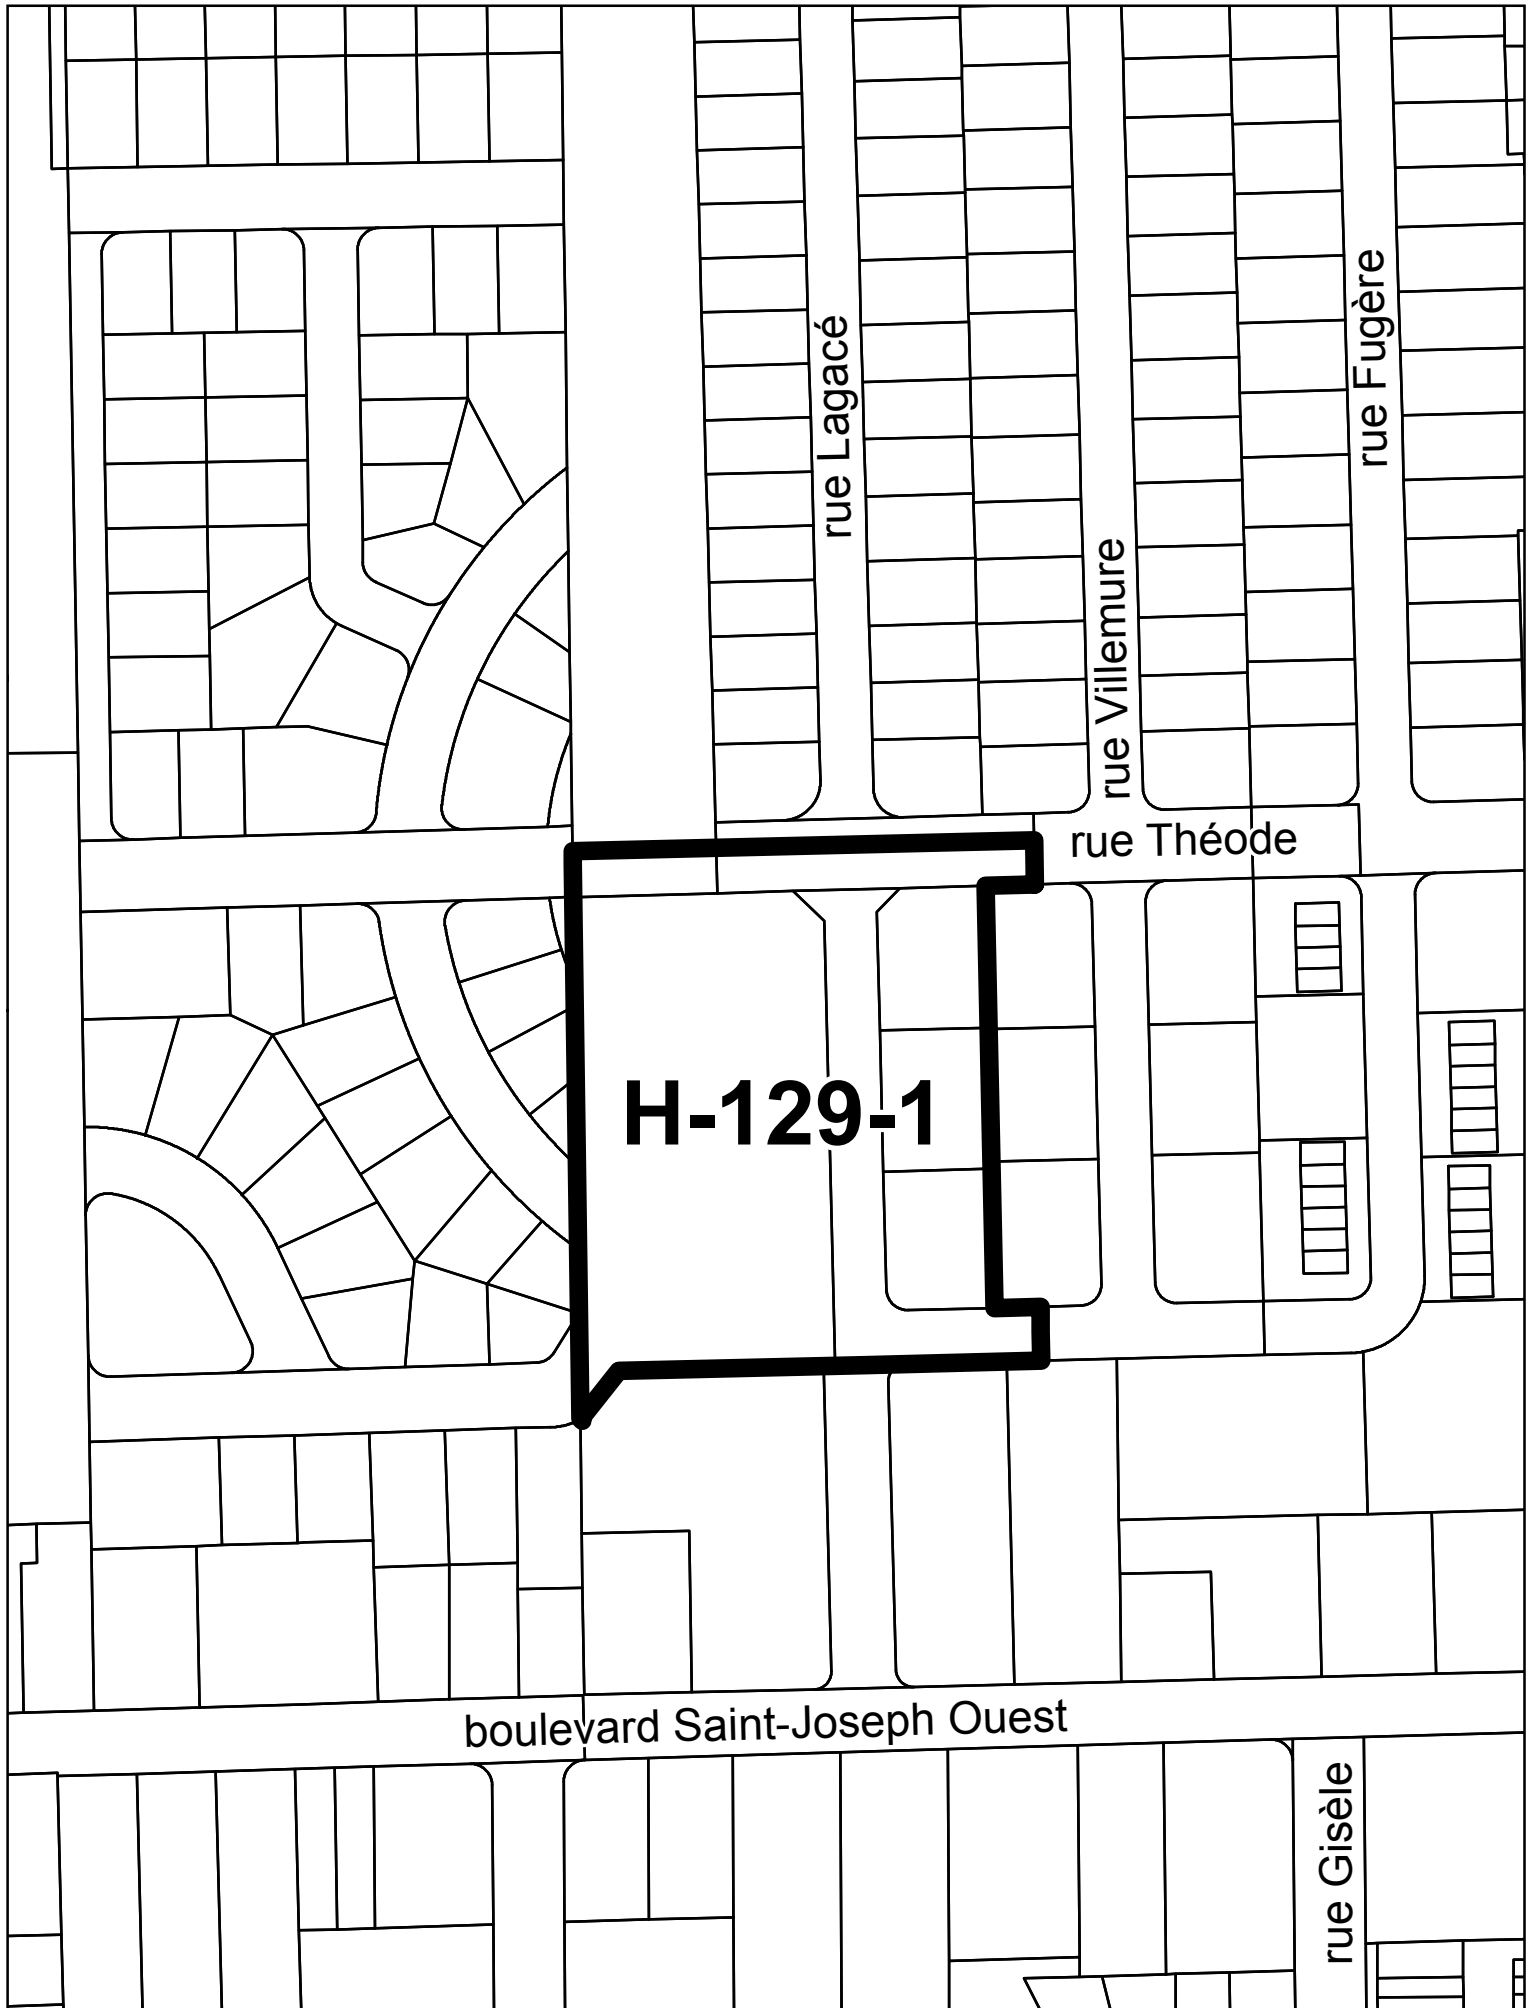 rue Fugère
rue Lagacé
rue Villemure
rue Théode
H-129-1
boulevard Saint-Joseph Ouest
rue Gisèle